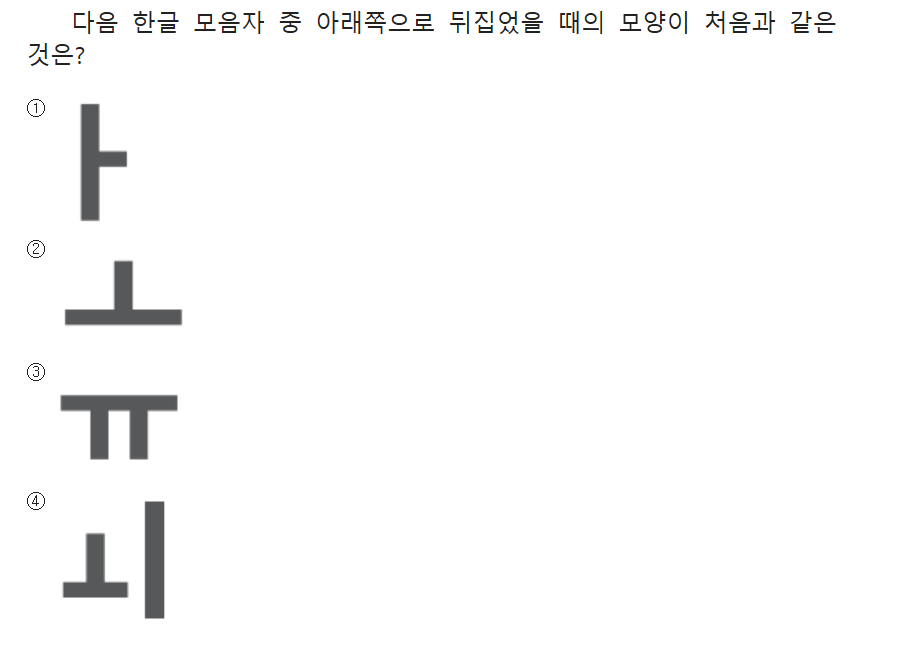 다음 한글 모음자 중 아래쪽으로 뒤집었을 때의 모양이 처음과 같은
것은?
① ㅏ
② ㅗ
③ ㅠ
④ ㅚ